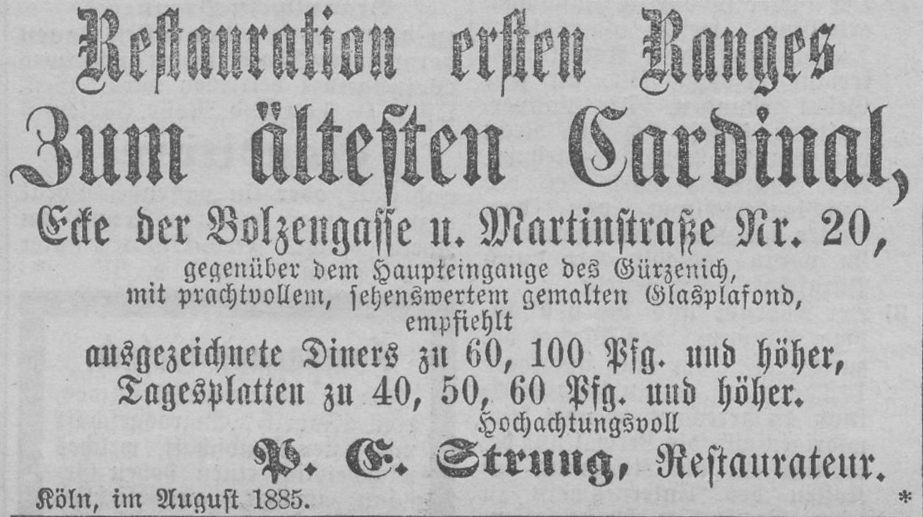 Restauration ersten Ranges
Zum ältesten Cardinal,
Ecke der Bolzengasse u. Martinstraße Nr. 20,
gegenüber dem Haupteingange des Gürzenich,
mit prachtvollem, sehenswertem gemalten Glasplafond,
empfiehlt
ausgezeichnete Diners zu 60, 100 Pfg. und höher,
Tagesplatten zu 40, 50, 60 Pfg. und höher.
Hochachtungsvoll
P. E. Strung, Restaurateur.
Köln, im August 1885. *